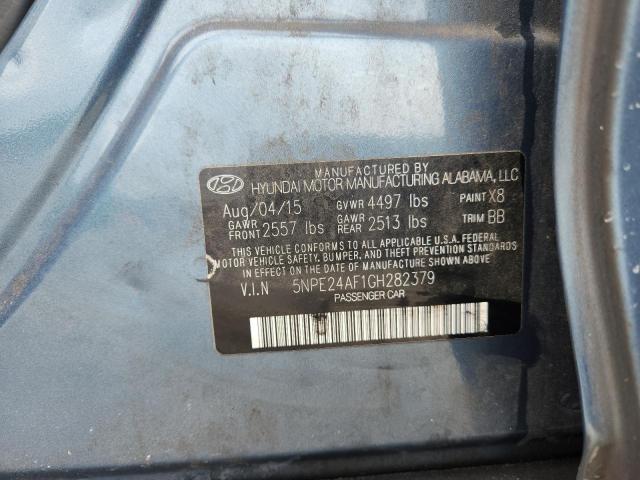 MANUFACTURED BY
HYUNDAI MOTOR MANUFACTURING ALABAMA, LLC
Aug/04/15 GVWR 4497 lbs PAINT X8
GAWR FRONT 2557 lbs GAWR REAR 2513 lbs TRIM BB
THIS VEHICLE CONFORMS TO ALL APPLICABLE U.S.A. FEDERAL
MOTOR VEHICLE SAFETY, BUMPER, AND THEFT PREVENTION STANDARDS
IN EFFECT ON THE DATE OF MANUFACTURE SHOWN ABOVE
V.I.N 5NPE24AF1GH282379
PASSENGER CAR